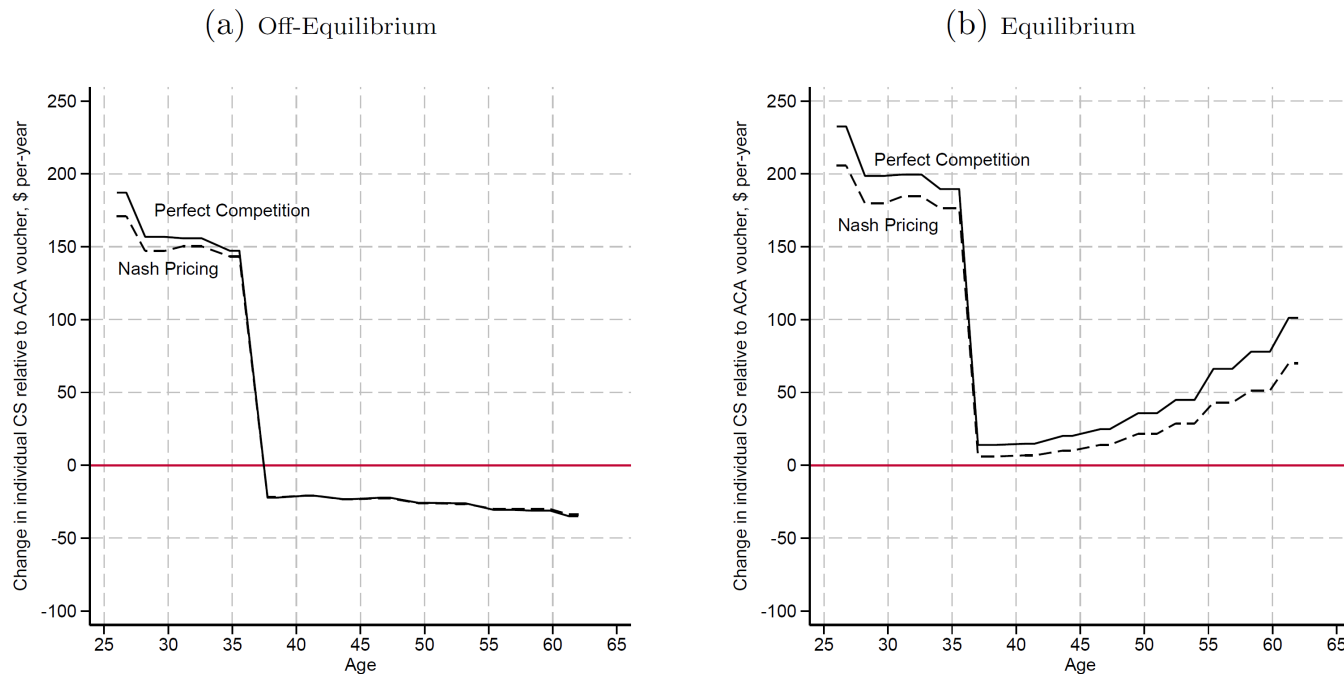 (a) Off-Equilibrium
Change in individual CS relative to ACA voucher, $ per-year
250
200
150
100
50
0
-50
-100
Perfect Competition
Nash Pricing
25 30 35 40 45 50 55 60 65
Age
(b) Equilibrium
Change in individual CS relative to ACA voucher, $ per-year
250
200
150
100
50
0
-50
-100
Perfect Competition
Nash Pricing
25 30 35 40 45 50 55 60 65
Age